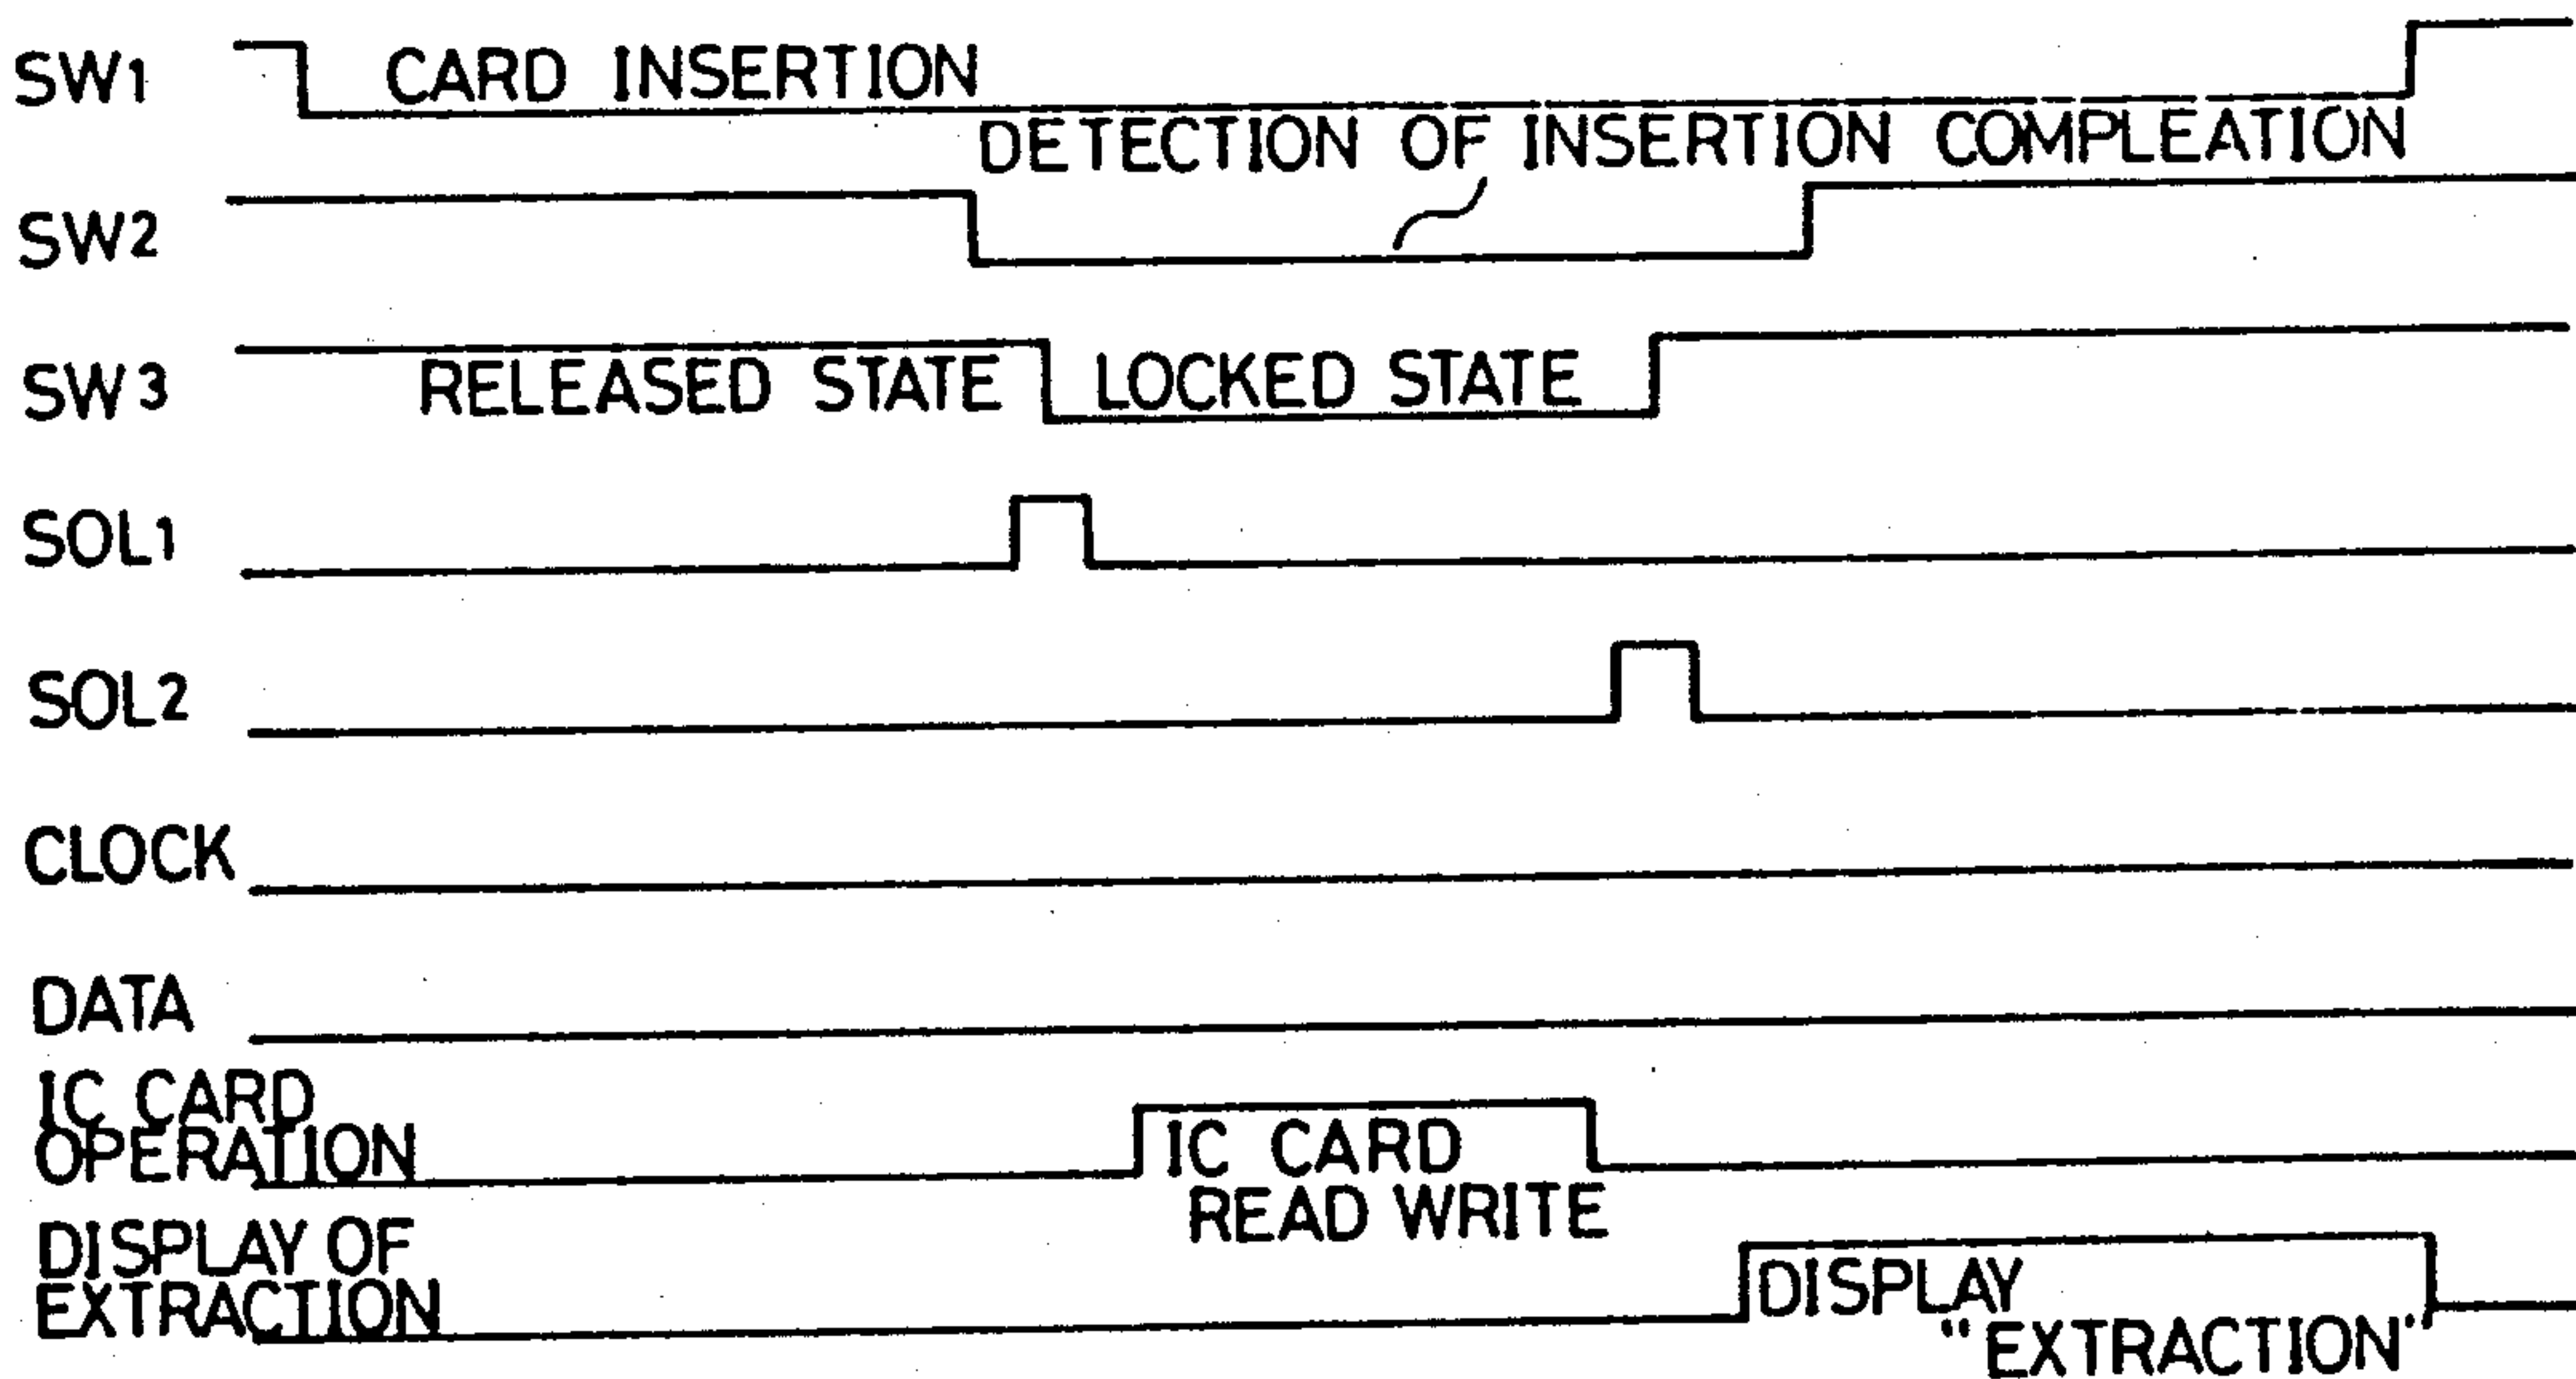 SW1
CARD INSERTION
DETECTION OF INSERTION COMPLEATION
SW2
SW3
RELEASED STATE
LOCKED STATE
SOL1
SOL2
CLOCK
DATA
IC CARD
OPERATION
IC CARD
READ WRITE
DISPLAY OF
EXTRACTION
DISPLAY
"EXTRACTION"